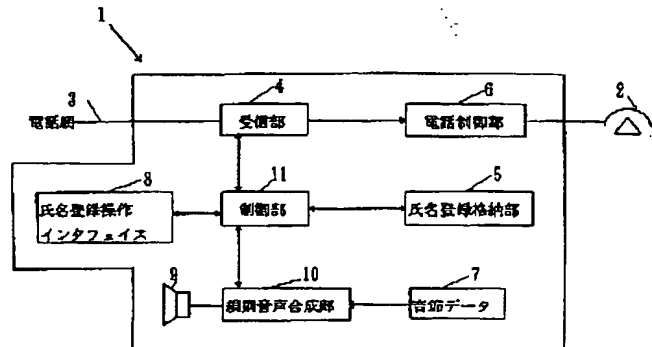 1
3
電話網
4
受信部
6
電話制御部
2
8
氏名登録操作
インタフェイス
11
制御部
5
氏名登録格納部
9
10
規則音声合成部
7
音節データ